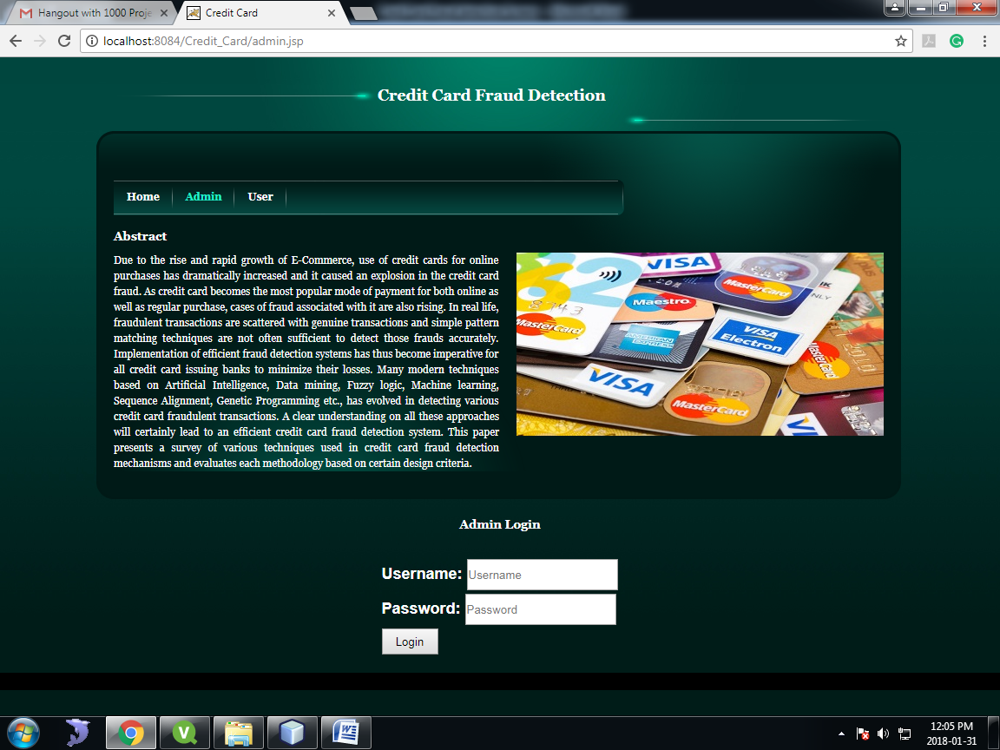 Hangout with 1000 Proje
Credit Card
localhost:8084/Credit_Card/admin.jsp
Credit Card Fraud Detection
Home
Admin
User
Abstract
Due to the rise and rapid growth of E-Commerce, use of credit cards for online
purchases has dramatically increased and it caused an explosion in the credit card
fraud. As credit card becomes the most popular mode of payment for both online as
well as regular purchase, cases of fraud associated with it are also rising. In real life,
fraudulent transactions are scattered with genuine transactions and simple pattern
matching techniques are not often sufficient to detect those frauds accurately.
Implementation of efficient fraud detection systems has thus become imperative for
all credit card issuing banks to minimize their losses. Many modern techniques
based on Artificial Intelligence, Data mining, Fuzzy logic, Machine learning,
Sequence Alignment, Genetic Programming etc., has evolved in detecting various
credit card fraudulent transactions. A clear understanding on all these approaches
will certainly lead to an efficient credit card fraud detection system. This paper
presents a survey of various techniques used in credit card fraud detection
mechanisms and evaluates each methodology based on certain design criteria.
VISA
MasterCard
NLY
Maestro
8743
MasterCard
AMERICAN
EXPRESS
VISA
Electron
MasterCard
VISA
MasterCard
VISA
Admin Login
Username:
Username
Password:
Password
Login
12:05 PM
2018-01-31